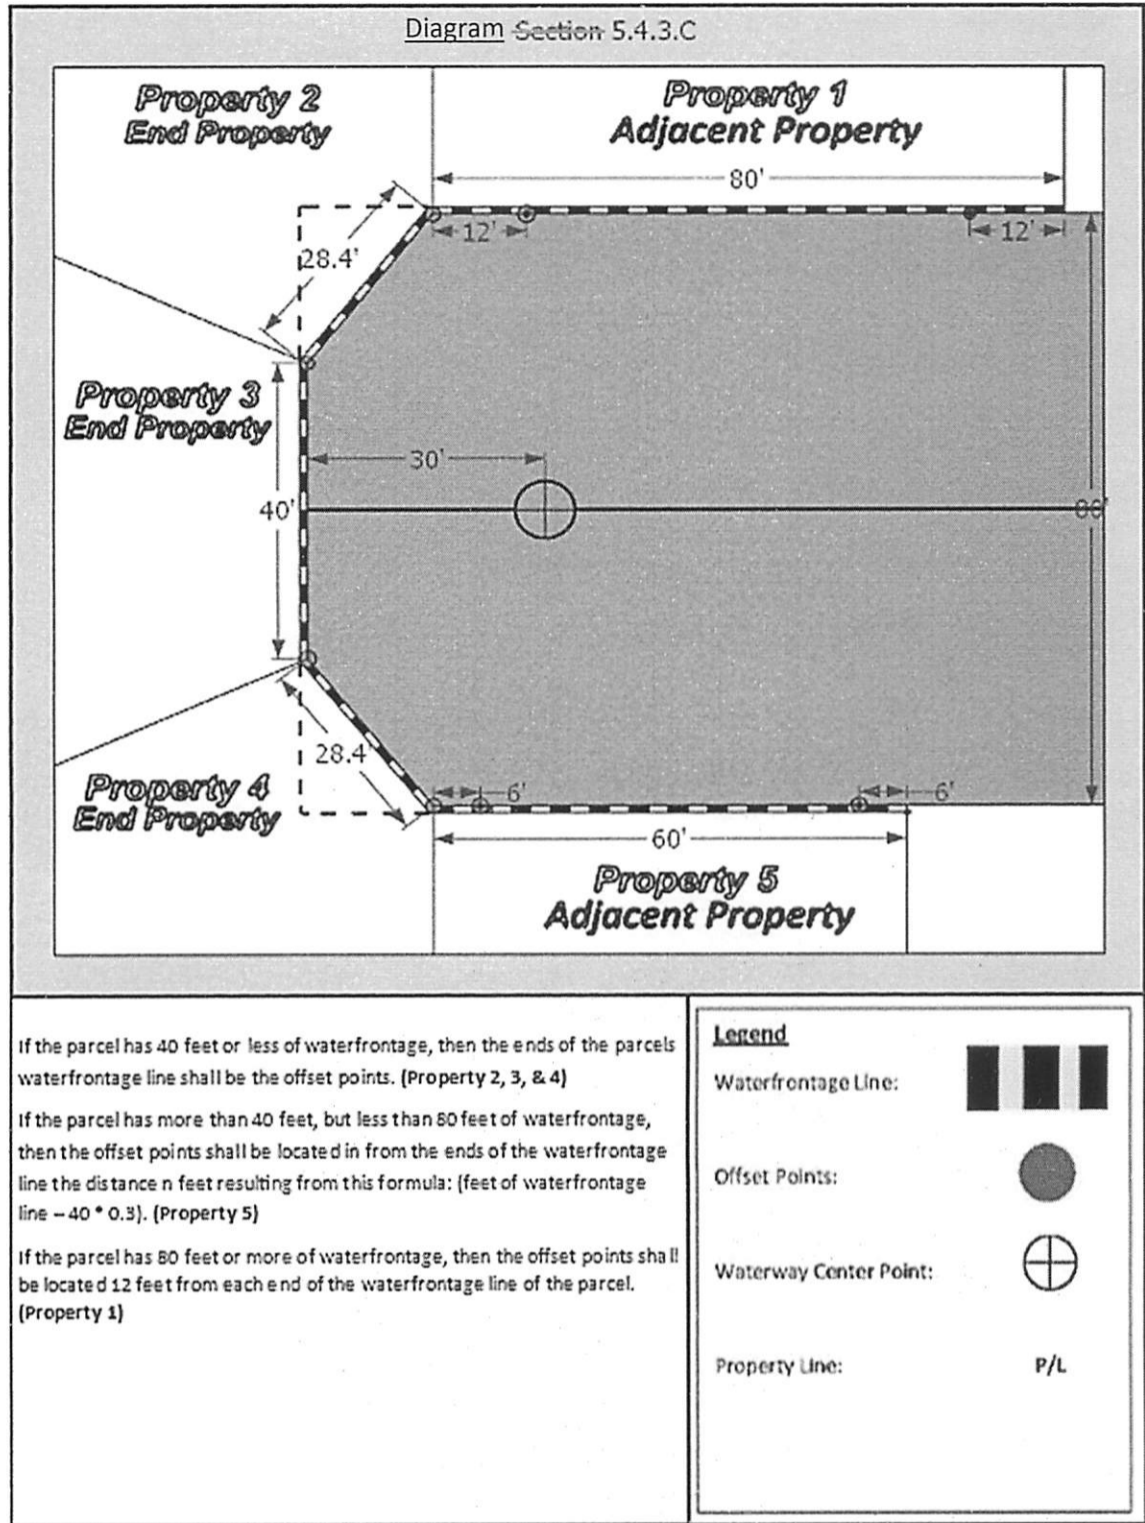 Diagram Section 5.4.3.C
Property 2
End Property
Property 1
Adjacent Property
80'
12'
12'
28.4'
Property 3
End Property
30'
40'
80'
28.4'
Property 4
End Property
6'
6'
60'
Property 5
Adjacent Property
If the parcel has 40 feet or less of waterfrontage, then the ends of the parcels
waterfrontage line shall be the offset points. (Property 2, 3, & 4)
If the parcel has more than 40 feet, but less than 80 feet of waterfrontage,
then the offset points shall be located in from the ends of the waterfrontage
line the distance n feet resulting from this formula: (feet of waterfrontage
line – 40 * 0.3). (Property 5)
If the parcel has 80 feet or more of waterfrontage, then the offset points shall
be located 12 feet from each end of the waterfrontage line of the parcel.
(Property 1)
Legend
Waterfrontage Line:
Offset Points:
Waterway Center Point:
Property Line:
P/L